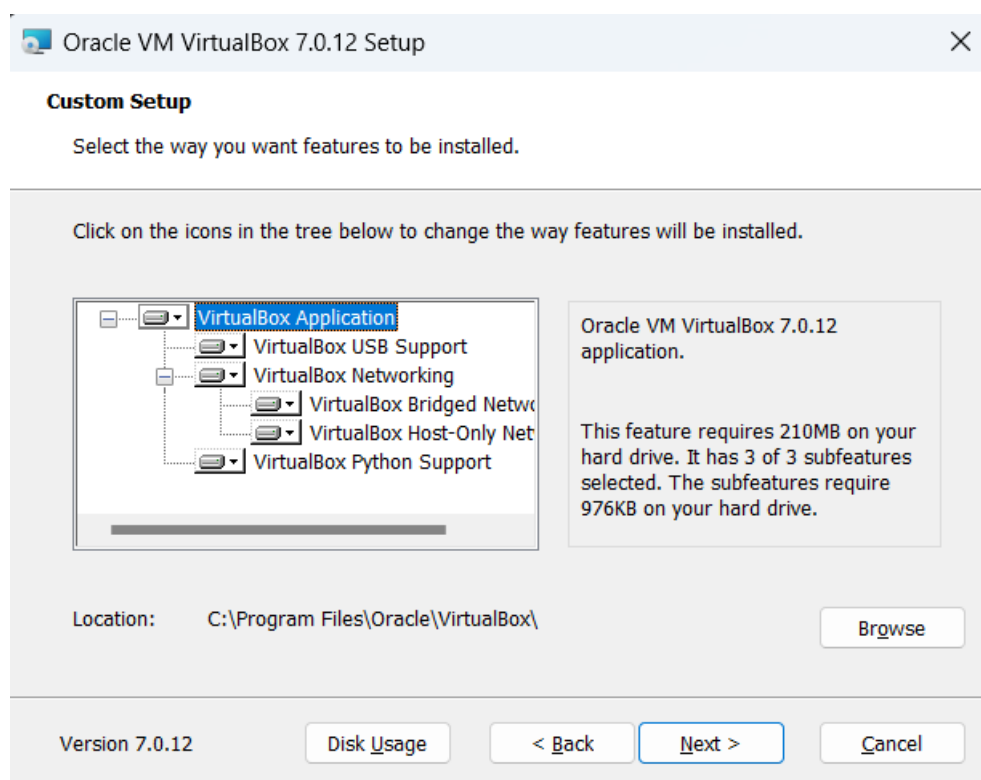 Oracle VM VirtualBox 7.0.12 Setup
Custom Setup
Select the way you want features to be installed.
Click on the icons in the tree below to change the way features will be installed.
VirtualBox Application
VirtualBox USB Support
VirtualBox Networking
VirtualBox Bridged Netwo
VirtualBox Host-Only Net
VirtualBox Python Support
Oracle VM VirtualBox 7.0.12
application.
This feature requires 210MB on your
hard drive. It has 3 of 3 subfeatures
selected. The subfeatures require
976KB on your hard drive.
Location: C:\Program Files\Oracle\VirtualBox\
Browse
Version 7.0.12 Disk Usage < Back Next > Cancel